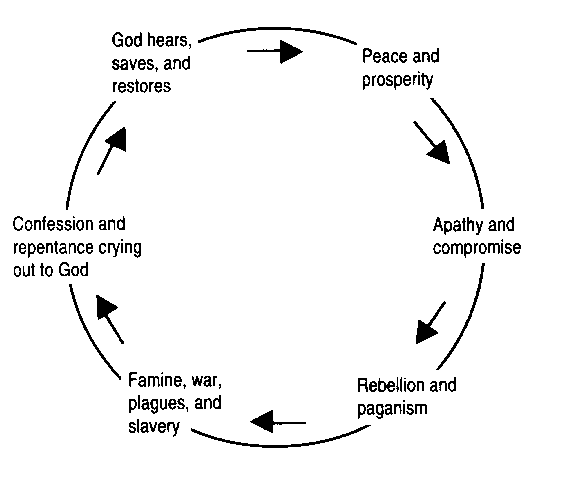 God hears,
saves, and
restores
Peace and
prosperity
Apathy and
compromise
Rebellion and
paganism
Famine, war,
plagues, and
slavery
Confession and
repentance crying
out to God